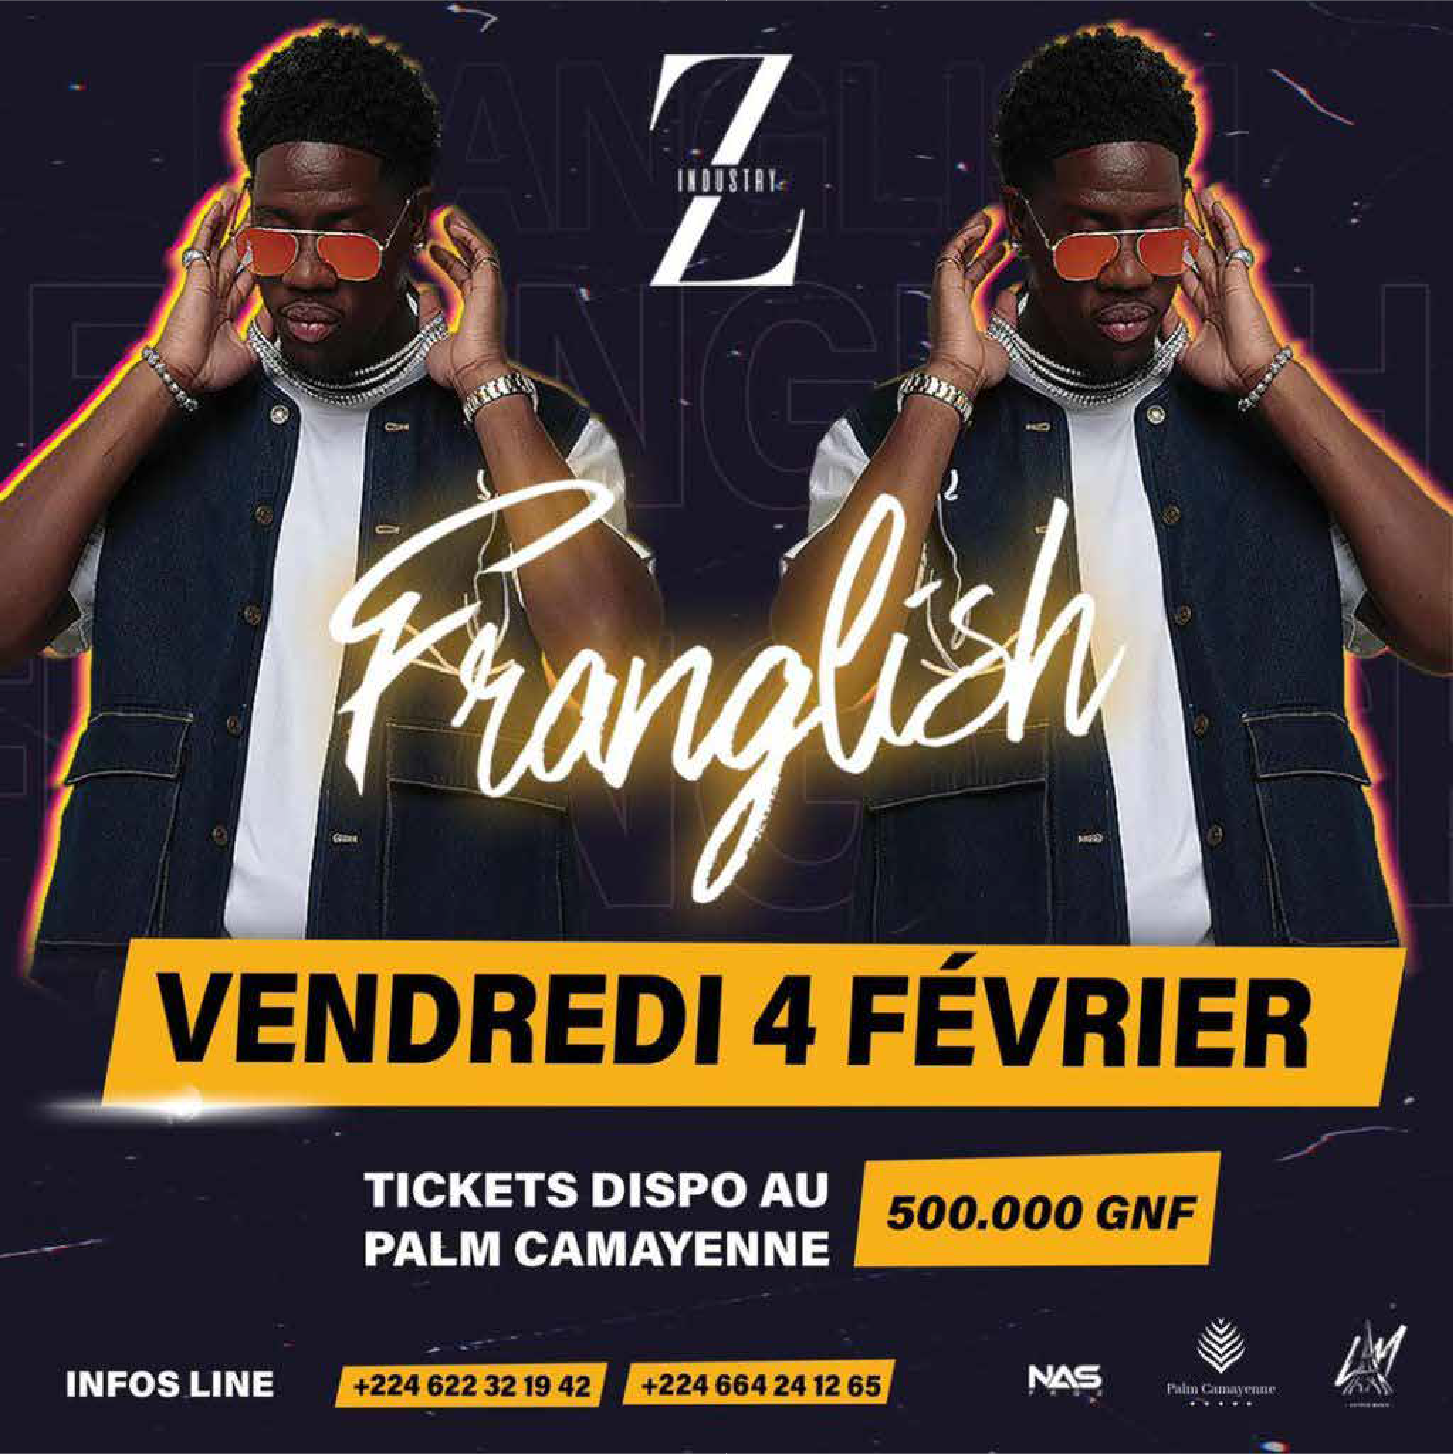 Z
INDUSTRY
FRANGLISH
Franglish
VENDREDI 4 FÉVRIER
TICKETS DISPO AU
PALM CAMAYENNE
500.000 GNF
INFOS LINE
+224 622 32 19 42
+224 664 24 12 65
NAS
Palm Camayenne